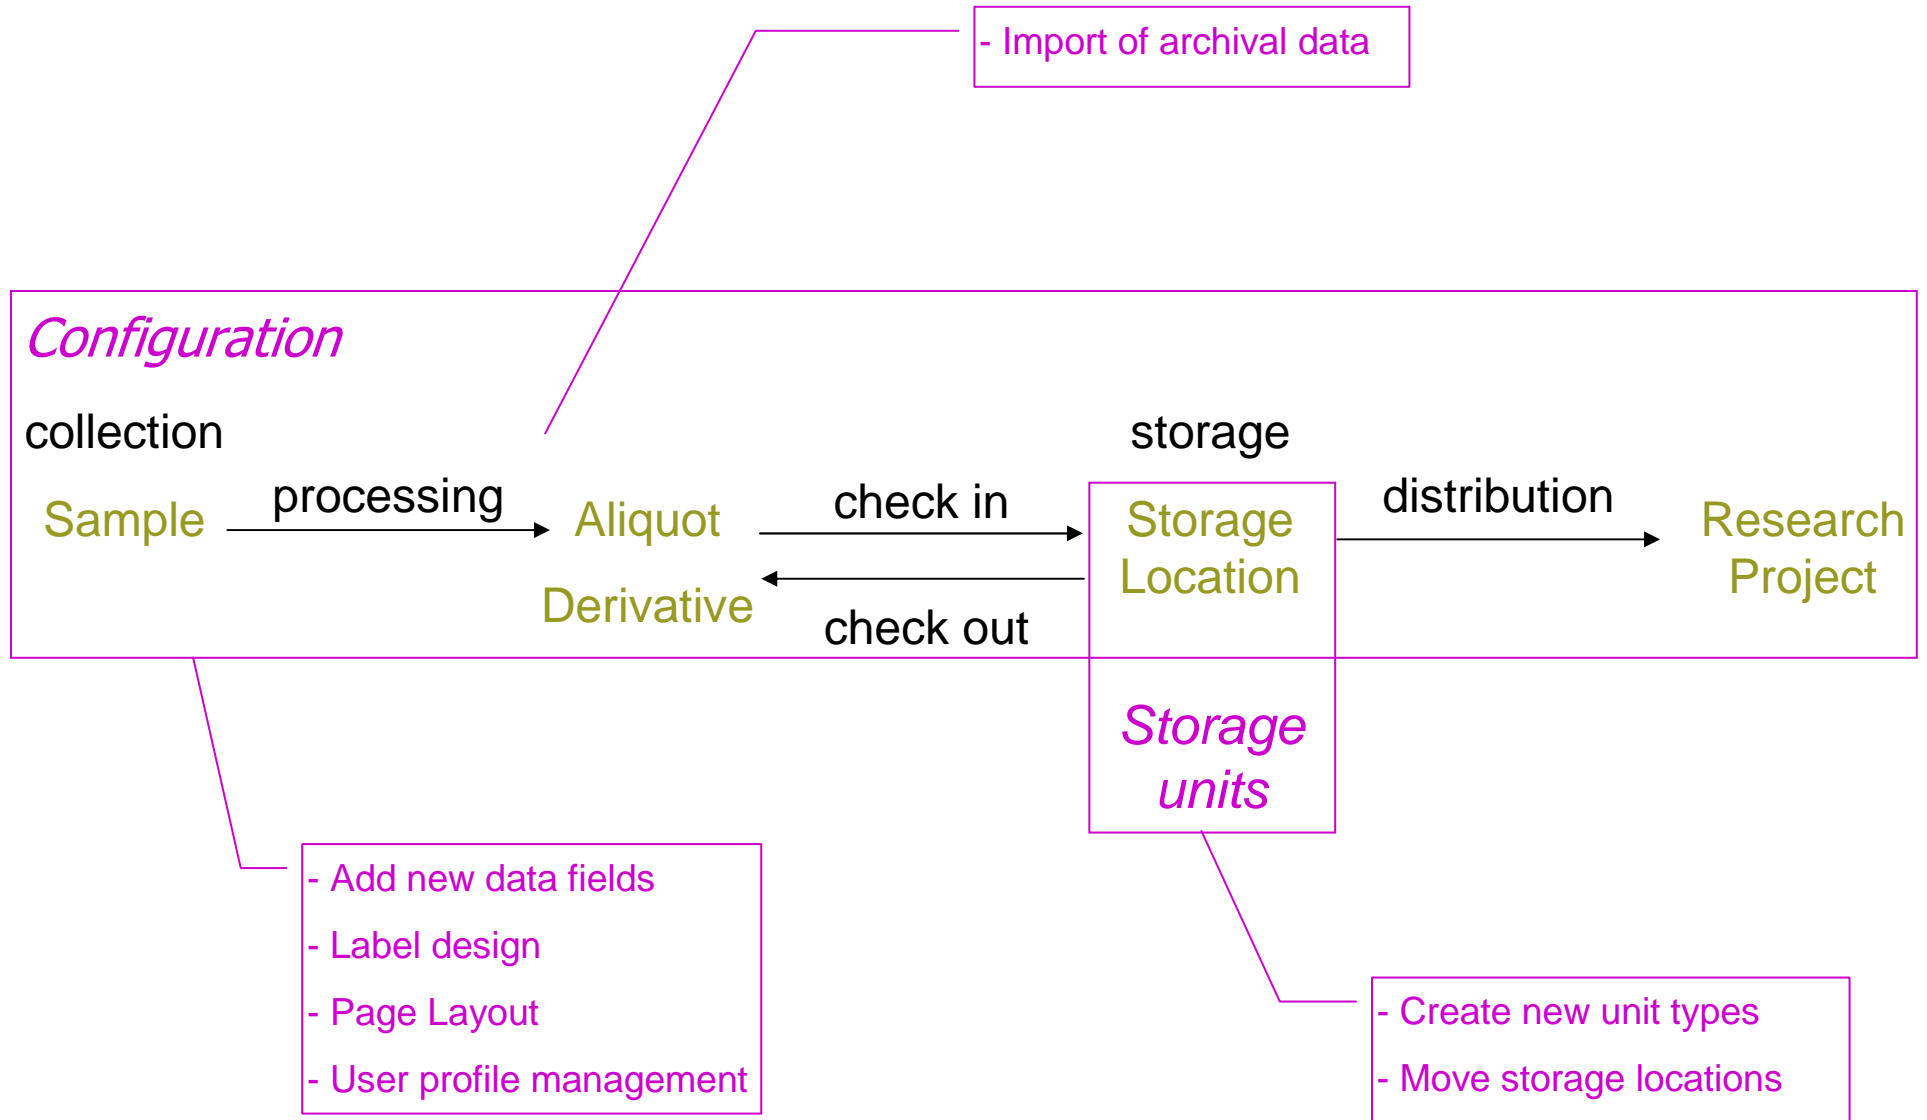 - Import of archival data
Configuration
collection
storage
Sample
processing
Aliquot
check in
Storage
Location
distribution
Research
Project
Derivative
check out
Storage
units
- Add new data fields
- Label design
- Page Layout
- User profile management
- Create new unit types
- Move storage locations